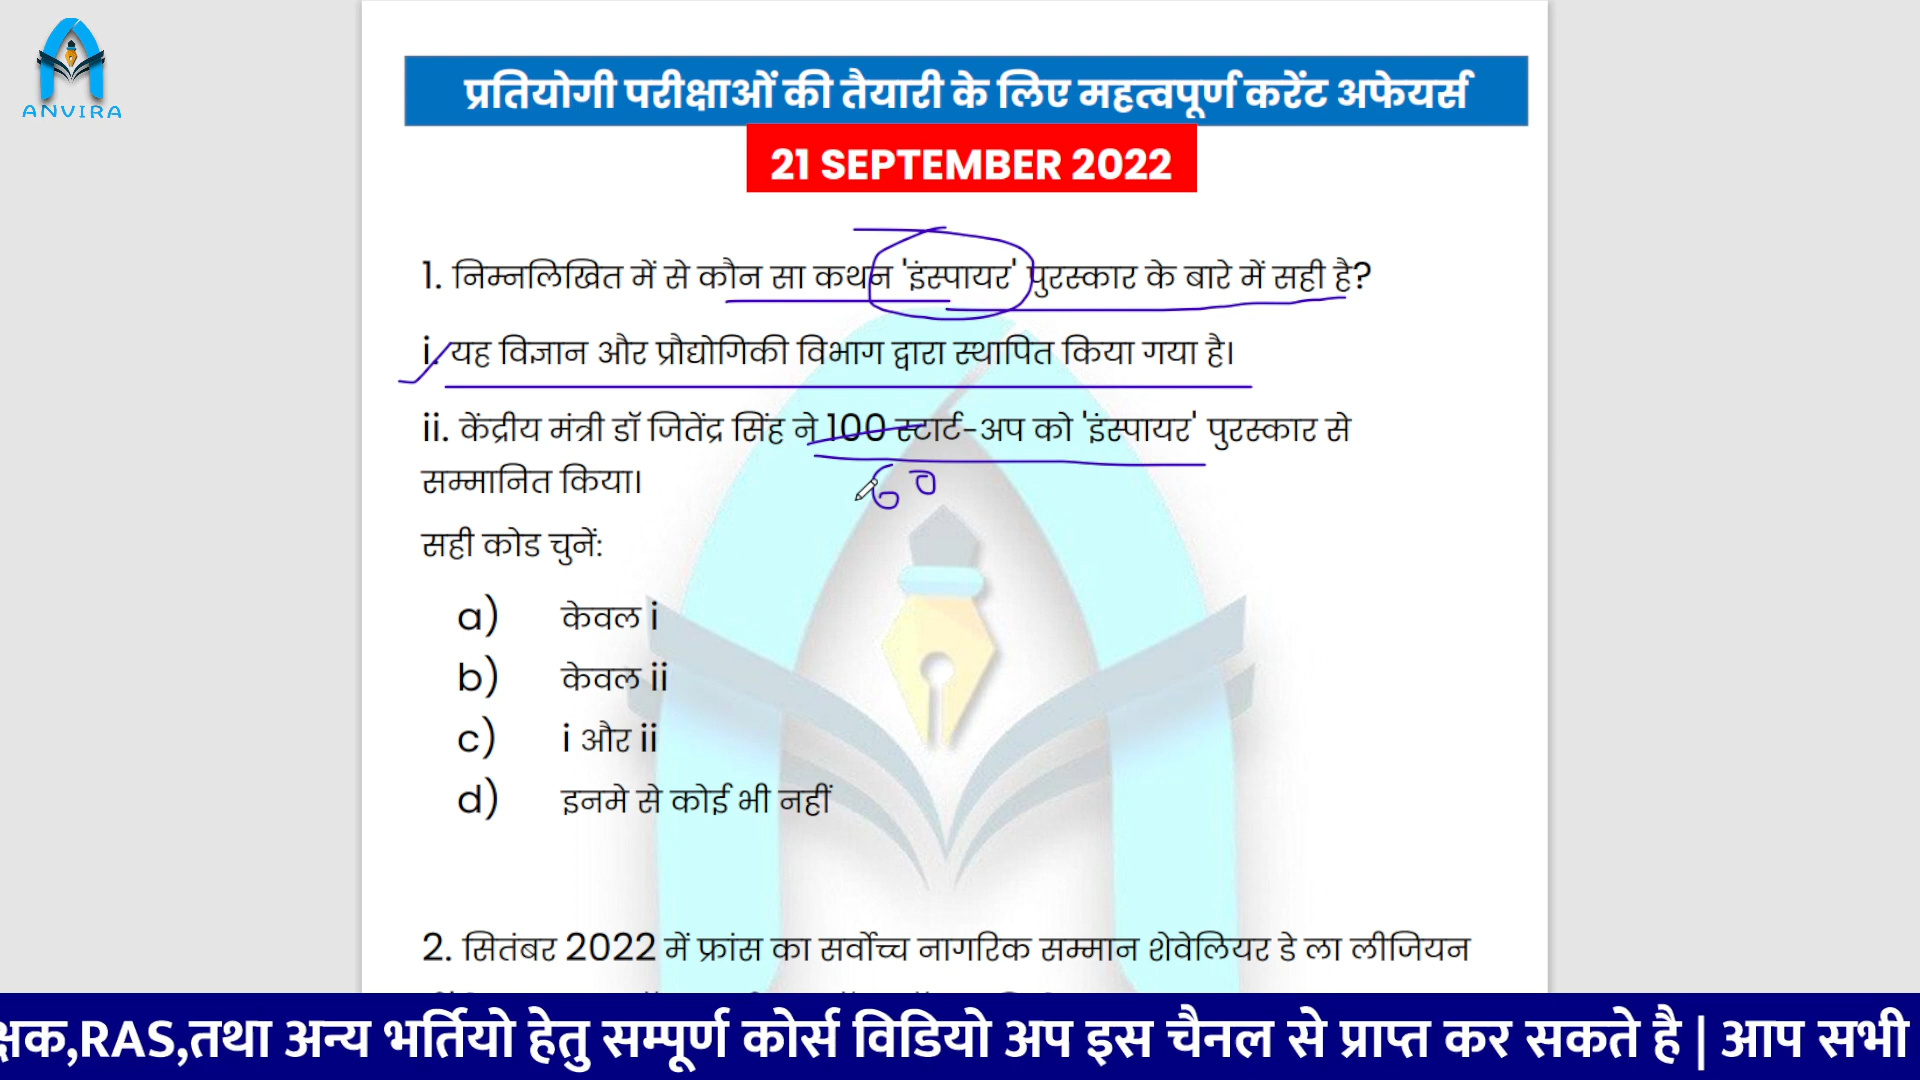 ANVIRA
प्रतियोगी परीक्षाओं की तैयारी के लिए महत्वपूर्ण करेंट अफेयर्स
21 SEPTEMBER 2022
1. निम्नलिखित में से कौन सा कथन 'इंस्पायर' पुरस्कार के बारे में सही है?
i. यह विज्ञान और प्रौद्योगिकी विभाग द्वारा स्थापित किया गया है।
ii. केंद्रीय मंत्री डॉ जितेंद्र सिंह ने 100 स्टार्ट-अप को 'इंस्पायर' पुरस्कार से
सम्मानित किया।
60
सही कोड चुनें:
a) केवल i
b) केवल ii
c) i और ii
d) इनमे से कोई भी नहीं
2. सितंबर 2022 में फ्रांस का सर्वोच्च नागरिक सम्मान शेवेलियर डे ला लीजियन
क्षक,RAS,तथा अन्य भर्तियो हेतु सम्पूर्ण कोर्स विडियो अप इस चैनल से प्राप्त कर सकते है | आप सभी